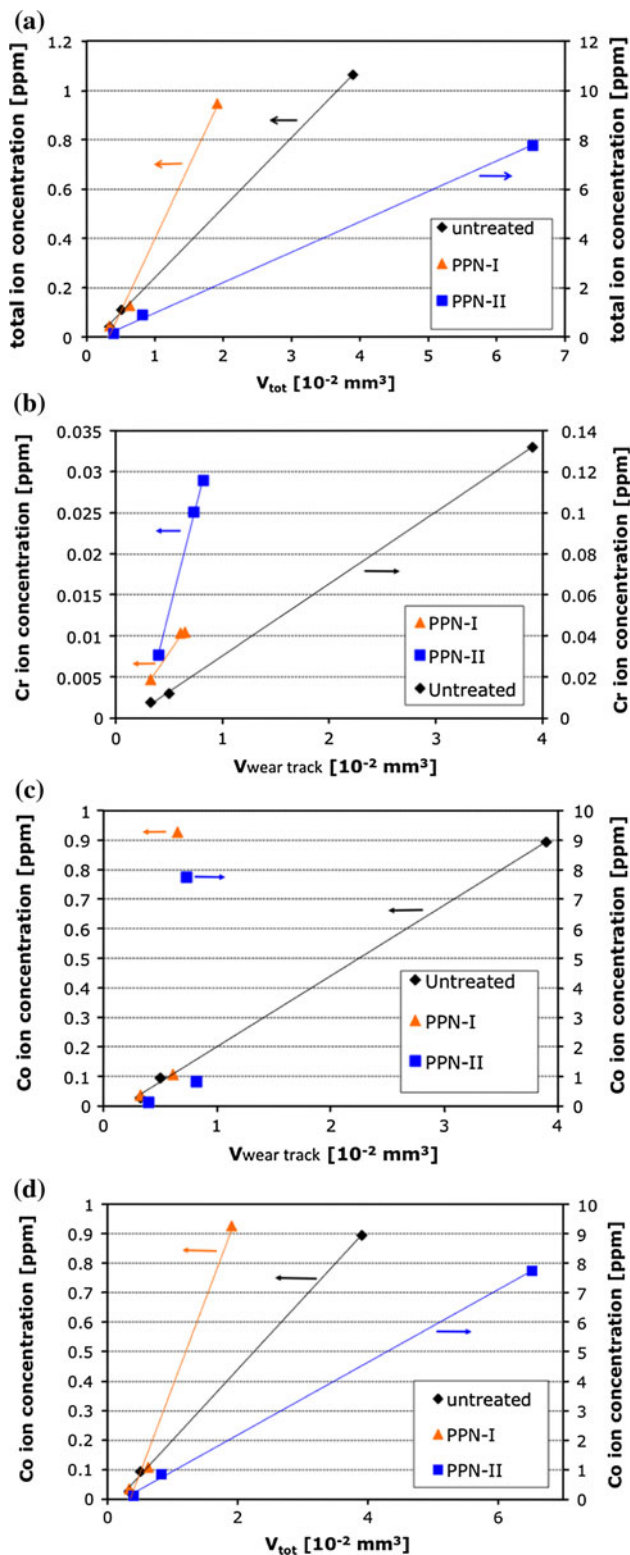 (a)
total ion concentration [ppm]
1.2
1
0.8
0.6
0.4
0.2
0
12
10
8
6
4
2
0
total ion concentration [ppm]
untreated
PPN-I
PPN-II
0 1 2 3 4 5 6 7
V tot [10-2 mm3]
(b)
Cr ion concentration [ppm]
0.035
0.03
0.025
0.02
0.015
0.01
0.005
0
0.14
0.12
0.1
0.08
0.06
0.04
0.02
0
Cr ion concentration [ppm]
PPN-I
PPN-II
Untreated
0 1 2 3 4
V wear track [10-2 mm3]
(c)
Co ion concentration [ppm]
1
0.9
0.8
0.7
0.6
0.5
0.4
0.3
0.2
0.1
0
10
9
8
7
6
5
4
3
2
1
0
Co ion concentration [ppm]
Untreated
PPN-I
PPN-II
0 1 2 3 4
V wear track [10-2 mm3]
(d)
Co ion concentration [ppm]
1
0.9
0.8
0.7
0.6
0.5
0.4
0.3
0.2
0.1
0
10
9
8
7
6
5
4
3
2
1
0
Co ion concentration [ppm]
untreated
PPN-I
PPN-II
0 2 4 6
V tot [10-2 mm3]